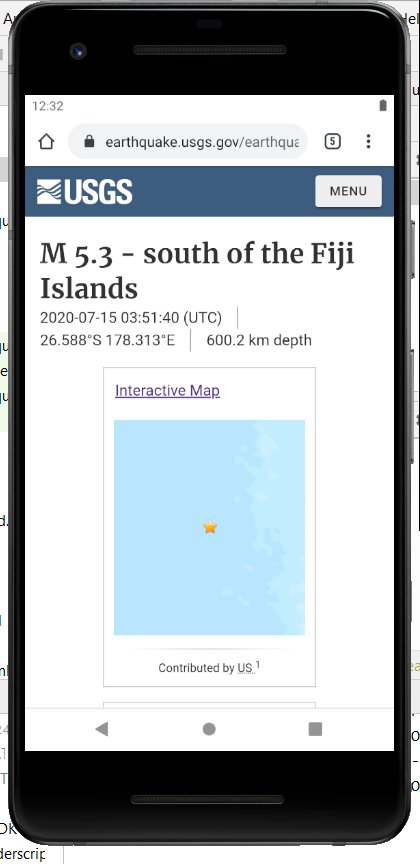 12:32
earthquake.usgs.gov/earthqua
5
USGS
MENU
M 5.3 - south of the Fiji
Islands
2020-07-15 03:51:40 (UTC)
26.588°S 178.313°E
600.2 km depth
Interactive Map
Contributed by US 1